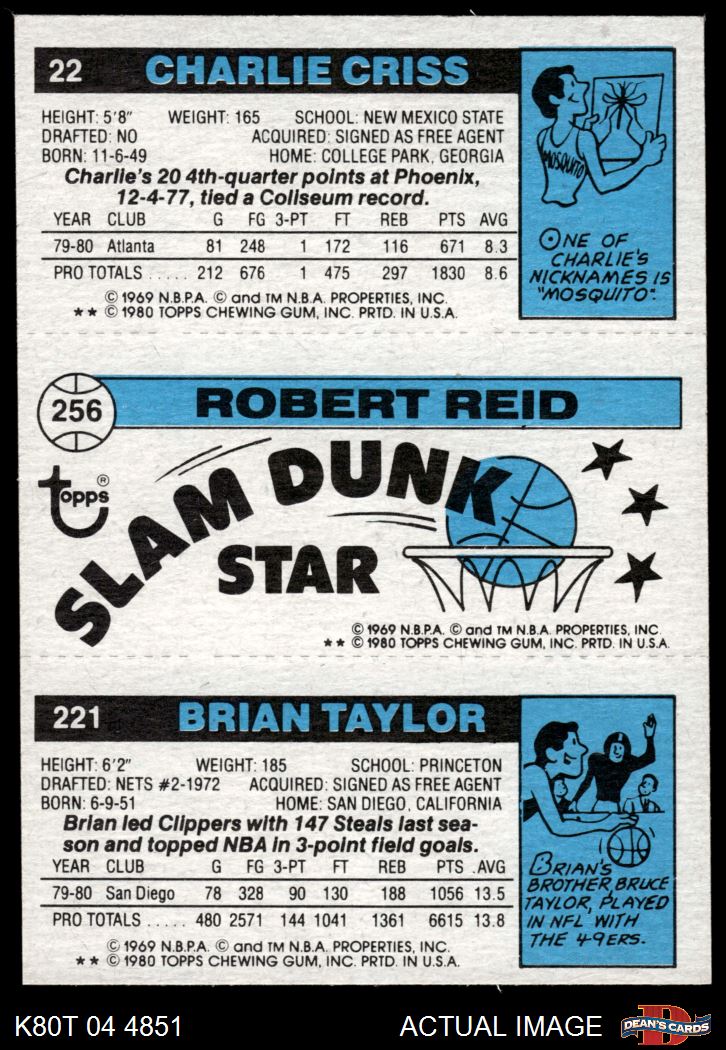 22 CHARLIE CRISS
HEIGHT: 5'8" WEIGHT: 165 SCHOOL: NEW MEXICO STATE
DRAFTED: NO ACQUIRED: SIGNED AS FREE AGENT
BORN: 11-6-49 HOME: COLLEGE PARK, GEORGIA
Charlie's 20 4th-quarter points at Phoenix,
12-4-77, tied a Coliseum record.
YEAR CLUB G FG 3-PT FT REB PTS AVG
79-80 Atlanta 81 248 1 172 116 671 8.3
PRO TOTALS ..... 212 676 1 475 297 1830 8.6
© 1969 N.B.P.A. © and TM N.B.A. PROPERTIES, INC.
** © 1980 TOPPS CHEWING GUM, INC. PRTD. IN U.S.A.
MOSQUITO
ONE OF
CHARLIE'S
NICKNAMES IS
"MOSQUITO".
256 ROBERT REID
topps®
SLAM DUNK
STAR
© 1969 N.B.P.A. © and TM N.B.A. PROPERTIES, INC.
** © 1980 TOPPS CHEWING GUM, INC. PRTD. IN U.S.A.
221 BRIAN TAYLOR
HEIGHT: 6'2" WEIGHT: 185 SCHOOL: PRINCETON
DRAFTED: NETS #2-1972 ACQUIRED: SIGNED AS FREE AGENT
BORN: 6-9-51 HOME: SAN DIEGO, CALIFORNIA
Brian led Clippers with 147 Steals last sea-
son and topped NBA in 3-point field goals.
YEAR CLUB G FG 3-PT FT REB PTS .AVG
79-80 San Diego 78 328 90 130 188 1056 13.5
PRO TOTALS ..... 480 2571 144 1041 1361 6615 13.8
© 1969 N.B.P.A. © and TM N.B.A. PROPERTIES, INC.
** © 1980 TOPPS CHEWING GUM, INC. PRTD. IN U.S.A.
BRIAN'S
BROTHER, BRUCE
TAYLOR, PLAYED
IN NFL WITH
THE 49ERS.
K80T 04 4851 ACTUAL IMAGE
D
DEAN'S CARDS